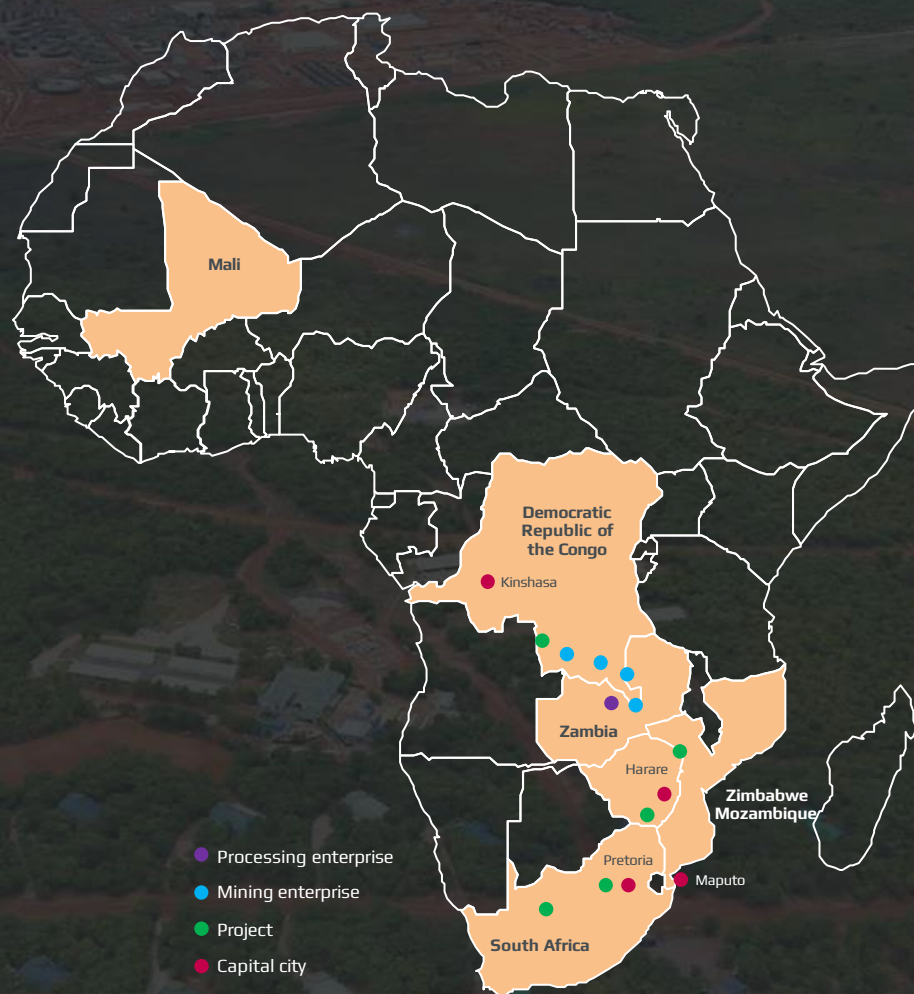 Mali
Democratic
Republic of
the Congo
Kinshasa
Zambia
Harare
Zimbabwe
Mozambique
Pretoria
Maputo
South Africa
Processing enterprise
Mining enterprise
Project
Capital city